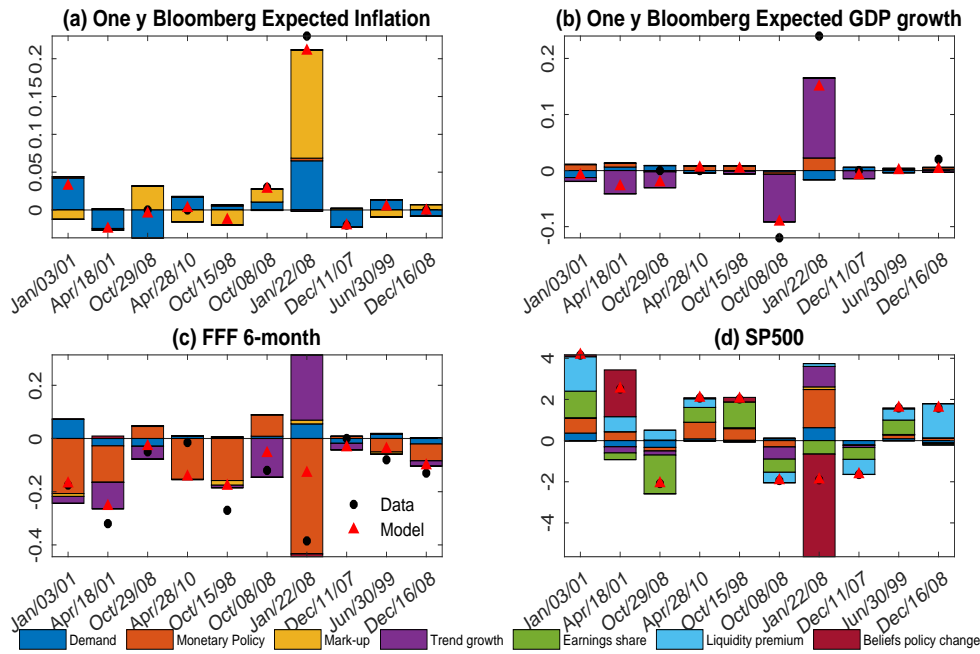 (a) One y Bloomberg Expected Inflation
0.2
0.15
0.1
0.05
0
Jan/03/01
Apr/18/01
Oct/29/08
Apr/28/10
Oct/15/98
Oct/08/08
Jan/22/08
Dec/11/07
Jun/30/99
Dec/16/08
(b) One y Bloomberg Expected GDP growth
0.2
0.1
0
-0.1
Jan/03/01
Apr/18/01
Oct/29/08
Apr/28/10
Oct/15/98
Oct/08/08
Jan/22/08
Dec/11/07
Jun/30/99
Dec/16/08
(c) FFF 6-month
0.2
0
-0.2
-0.4
Data
Model
Jan/03/01
Apr/18/01
Oct/29/08
Apr/28/10
Oct/15/98
Oct/08/08
Jan/22/08
Dec/11/07
Jun/30/99
Dec/16/08
(d) SP500
4
2
0
-2
-4
Jan/03/01
Apr/18/01
Oct/29/08
Apr/28/10
Oct/15/98
Oct/08/08
Jan/22/08
Dec/11/07
Jun/30/99
Dec/16/08
Demand Monetary Policy Mark-up Trend growth Earnings share Liquidity premium Beliefs policy change